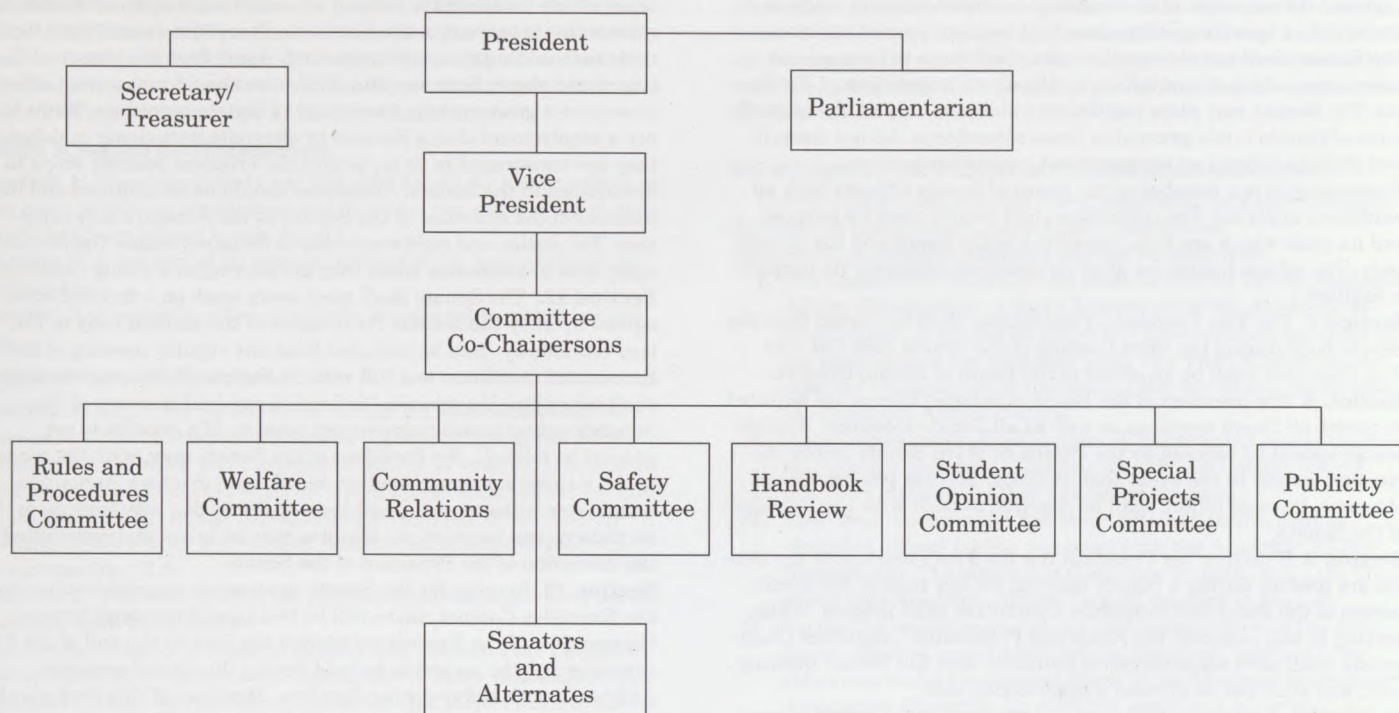 President
Secretary/
Treasurer
Parliamentarian
Vice
President
Committee
Co-Chairpersons
Rules and
Procedures
Committee
Welfare
Committee
Community
Relations
Safety
Committee
Handbook
Review
Student
Opinion
Committee
Special
Projects
Committee
Publicity
Committee
Senators
and
Alternates